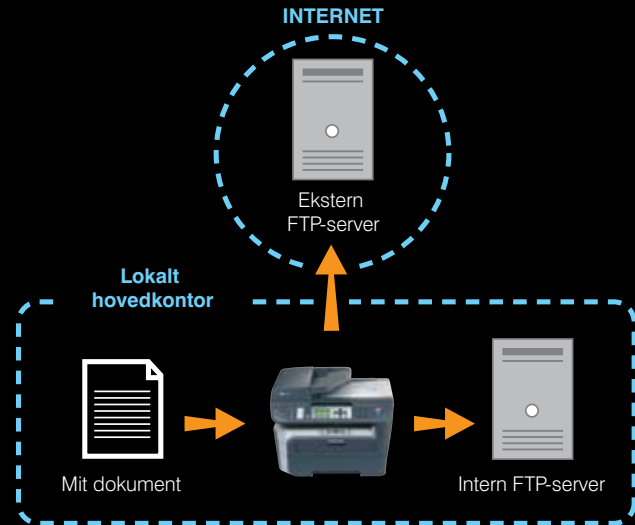 INTERNET
Ekstern
FTP-server
Lokalt
hovedkontor
Mit dokument
Intern FTP-server